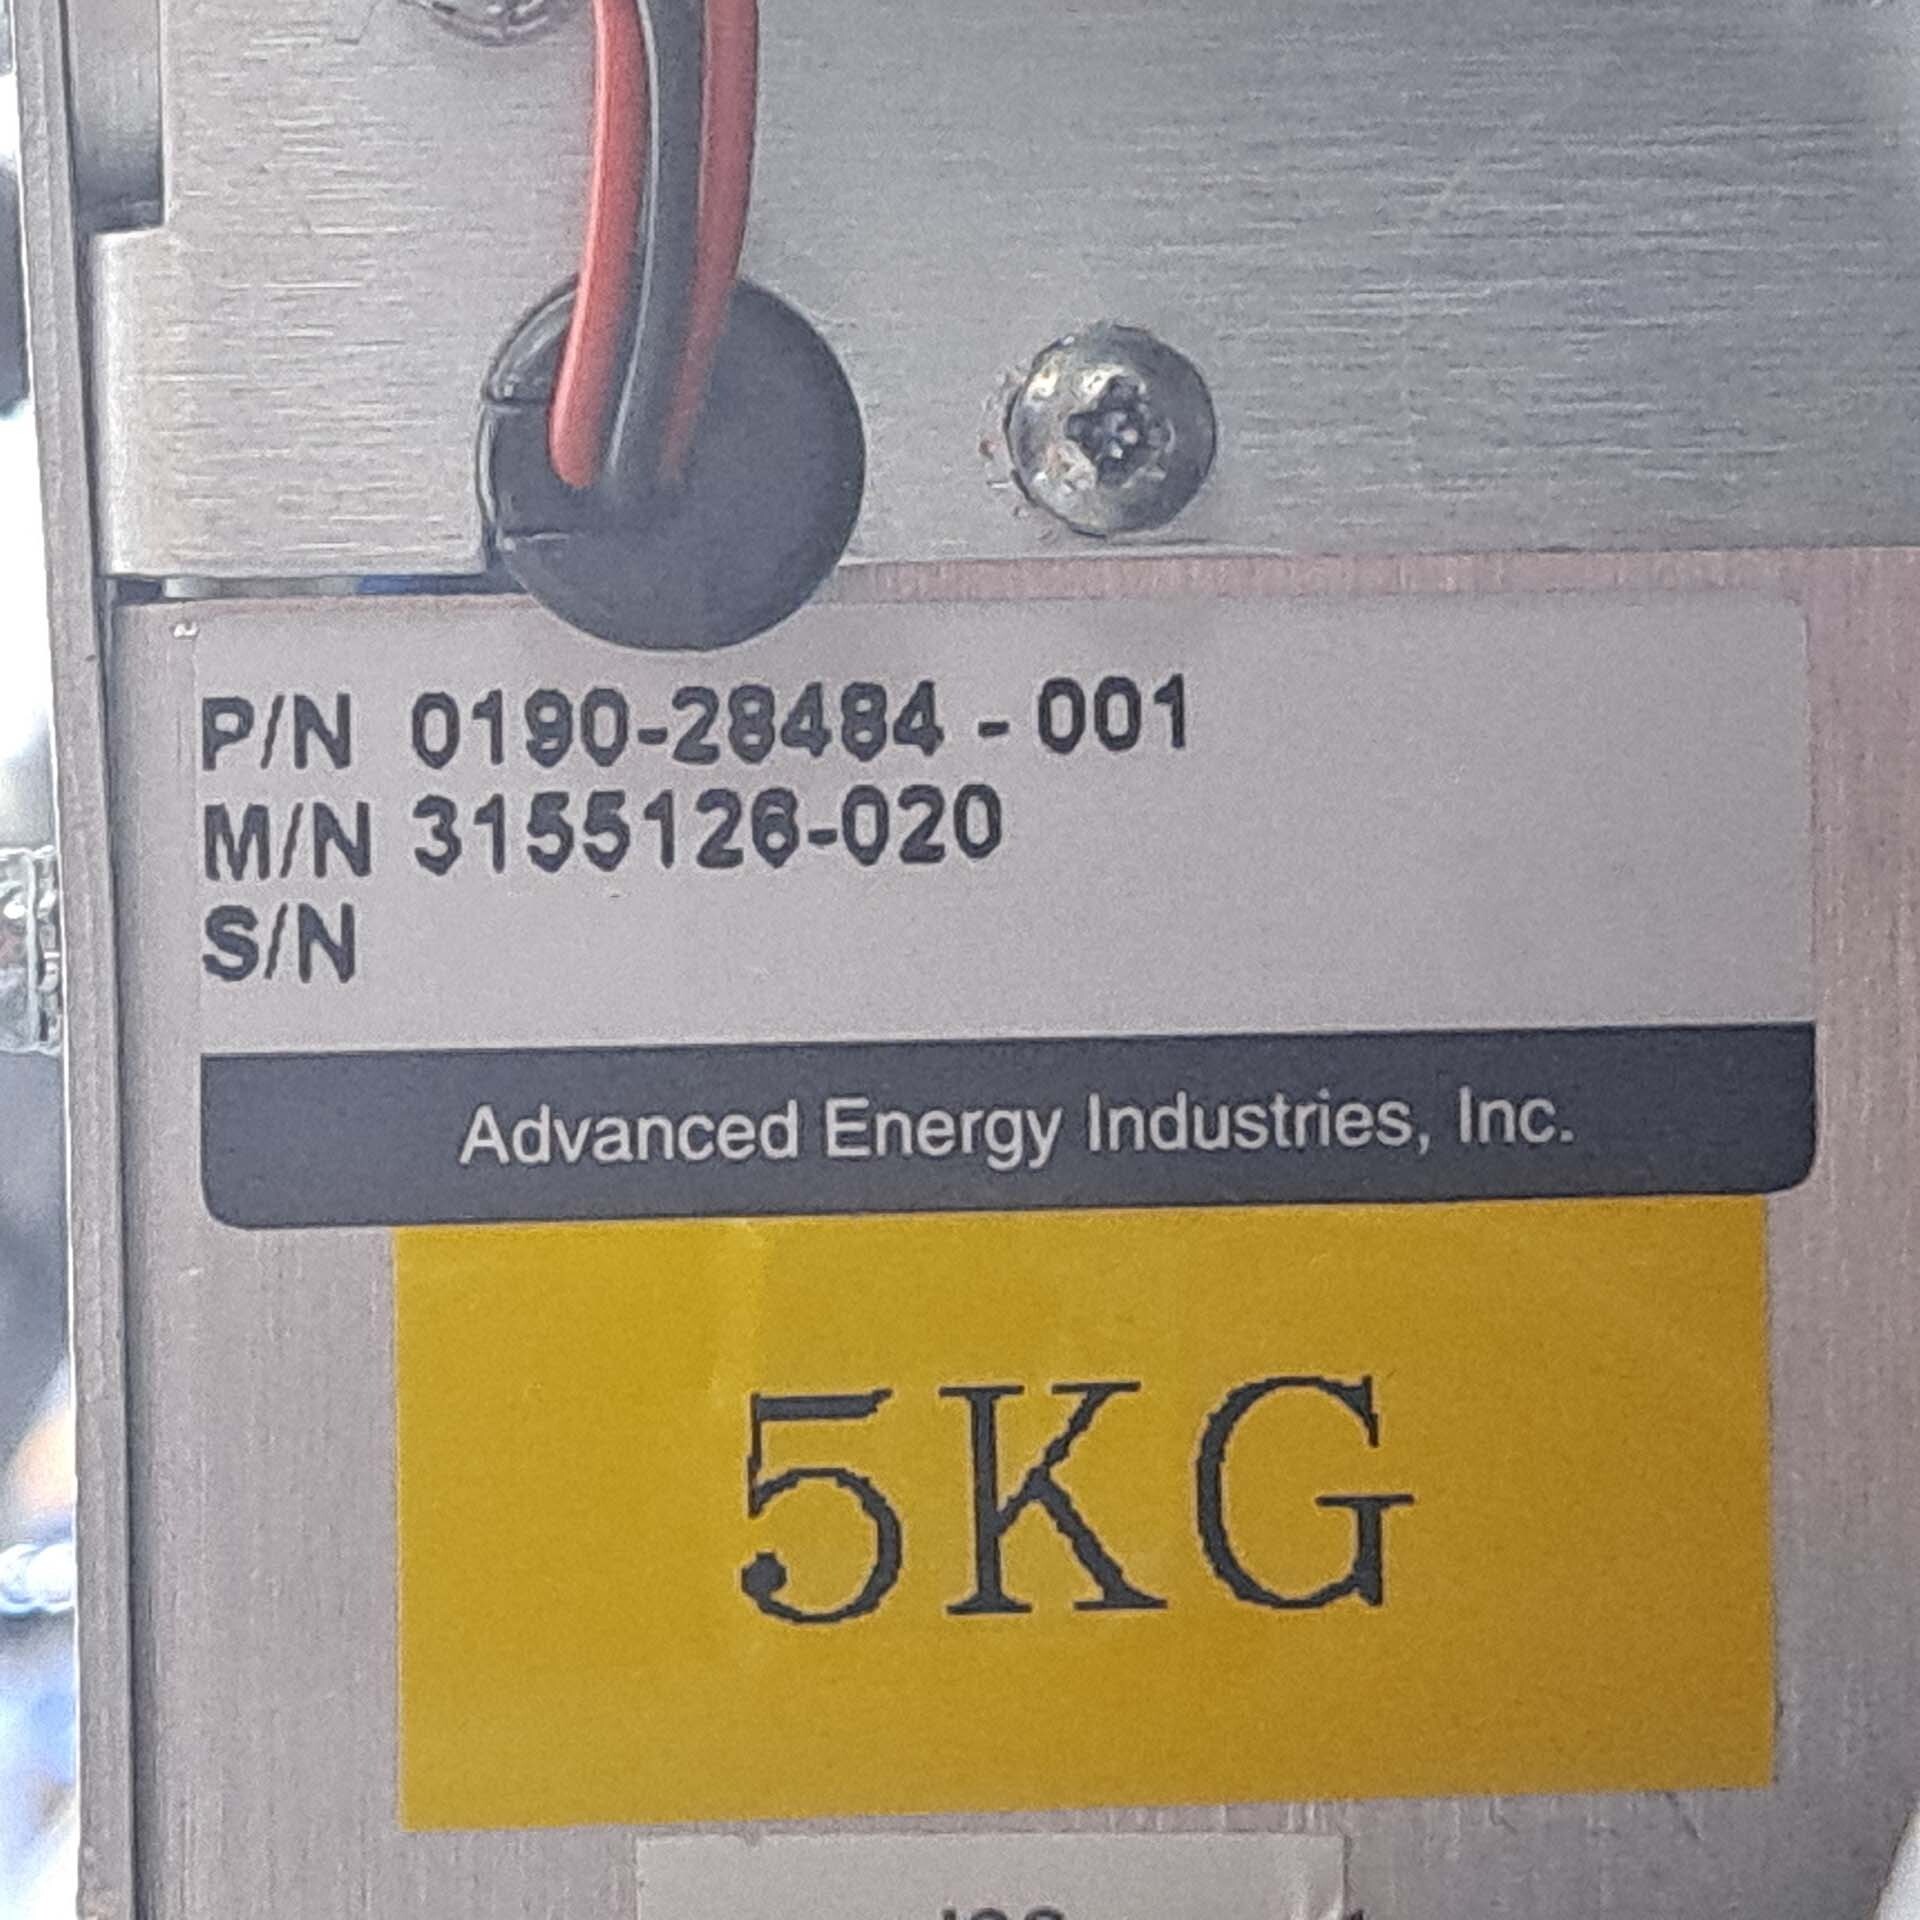 P/N 0190-28484 - 001
M/N 3155126-020
S/N
Advanced Energy Industries, Inc.
5KG